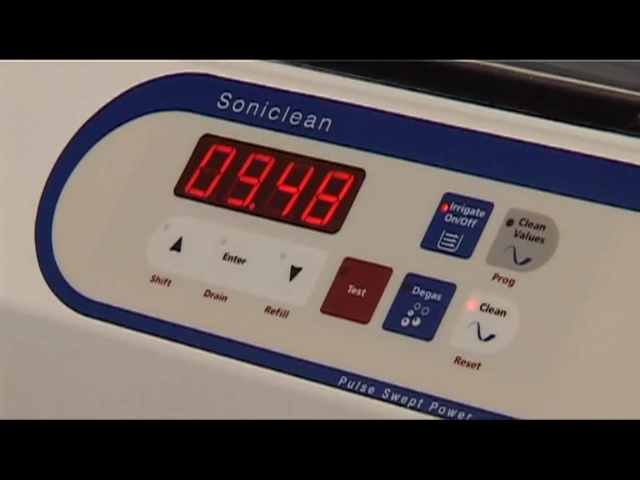 Soniclean
09.48
Irrigate
On/Off
Clean
Values
Prog
Enter
Shift
Drain
Refill
Test
Degas
Clean
Reset
Pulse Swept Power